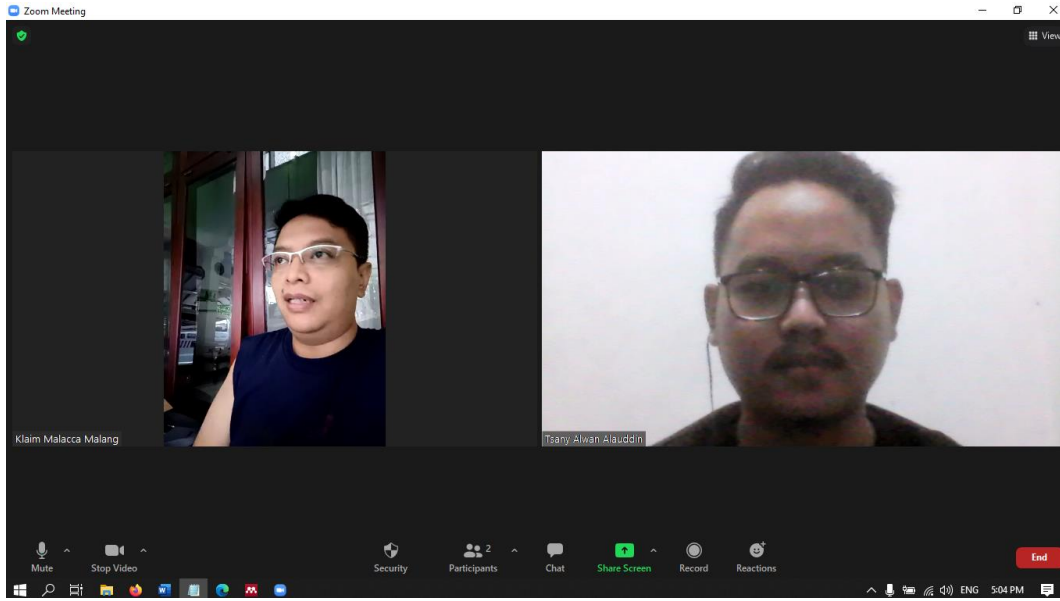 Zoom Meeting
View
Klaim Malacca Malang
Tsany Alwan Alauddin
2
Mute
Stop Video
Security
Participants
Chat
Share Screen
Record
Reactions
End
ENG
5:04 PM